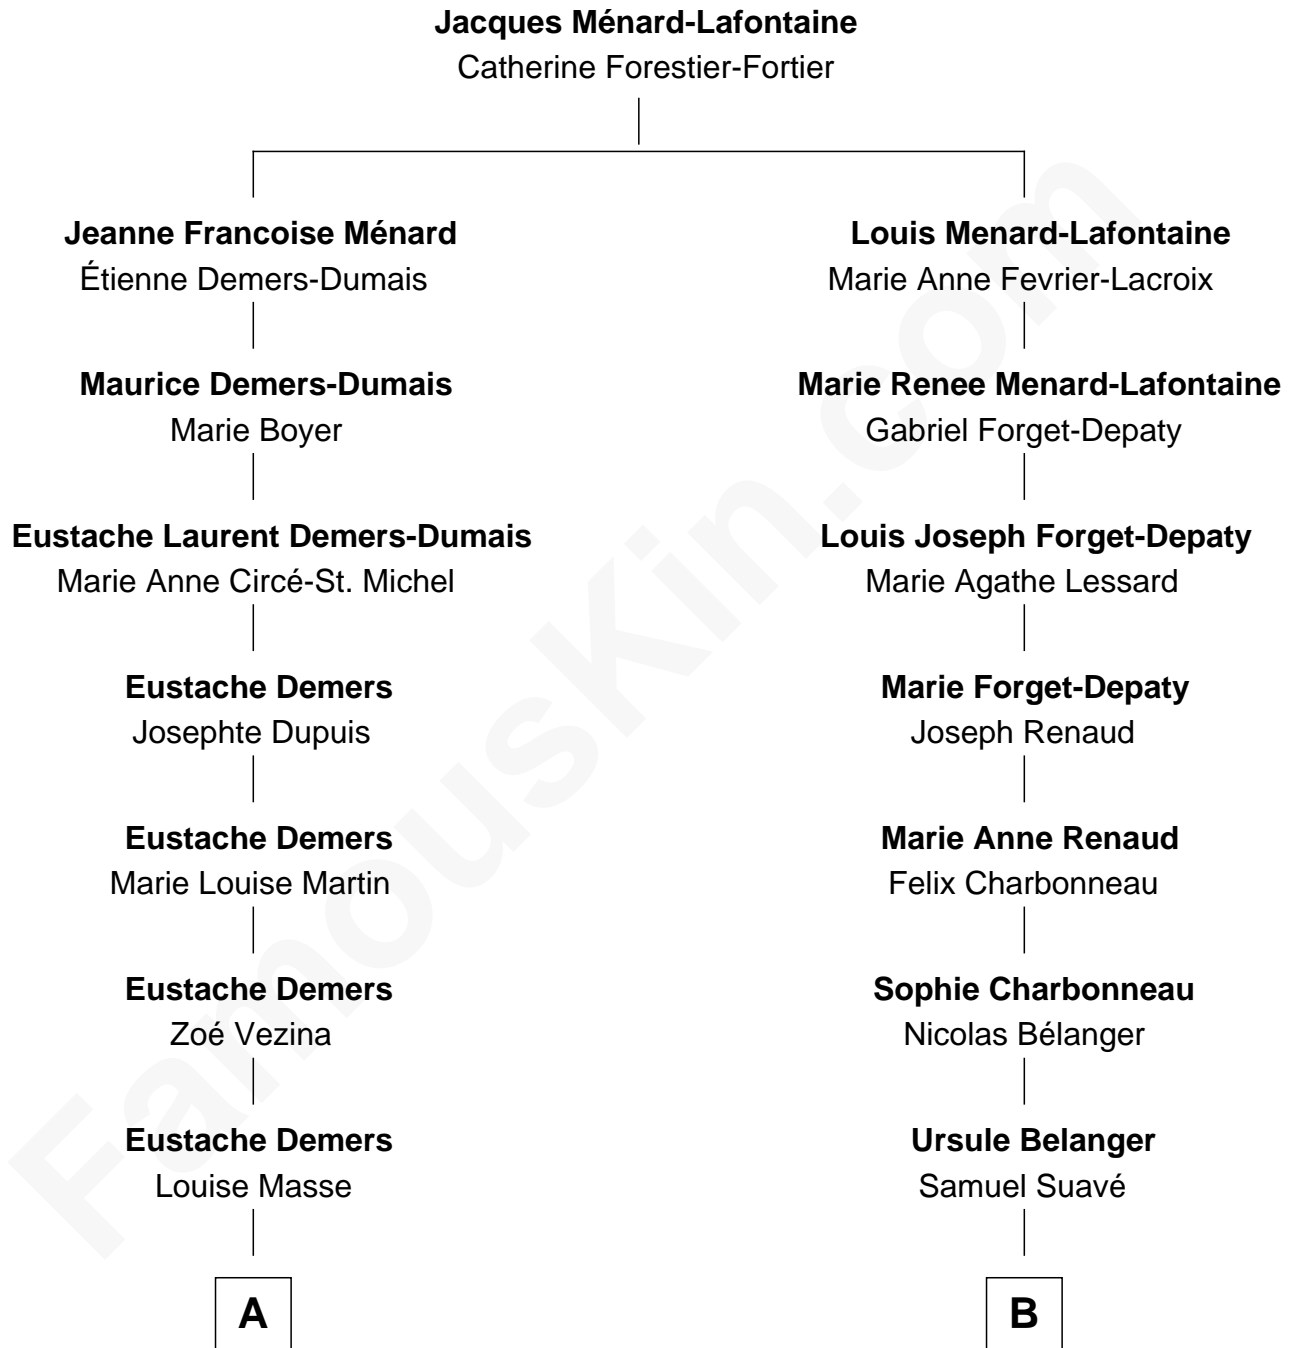 Jacques Ménard-Lafontaine
Catherine Forestier-Fortier
Jeanne Francoise Ménard
Étienne Demers-Dumais
Maurice Demers-Dumais
Marie Boyer
Eustache Laurent Demers-Dumais
Marie Anne Circé-St. Michel
Eustache Demers
Josephte Dupuis
Eustache Demers
Marie Louise Martin
Eustache Demers
Zoé Vezina
Eustache Demers
Louise Masse
A
Louis Menard-Lafontaine
Marie Anne Fevrier-Lacroix
Marie Renee Menard-Lafontaine
Gabriel Forget-Depaty
Louis Joseph Forget-Depaty
Marie Agathe Lessard
Marie Forget-Depaty
Joseph Renaud
Marie Anne Renaud
Felix Charbonneau
Sophie Charbonneau
Nicolas Bélanger
Ursule Belanger
Samuel Suavé
B
FamousKin.com